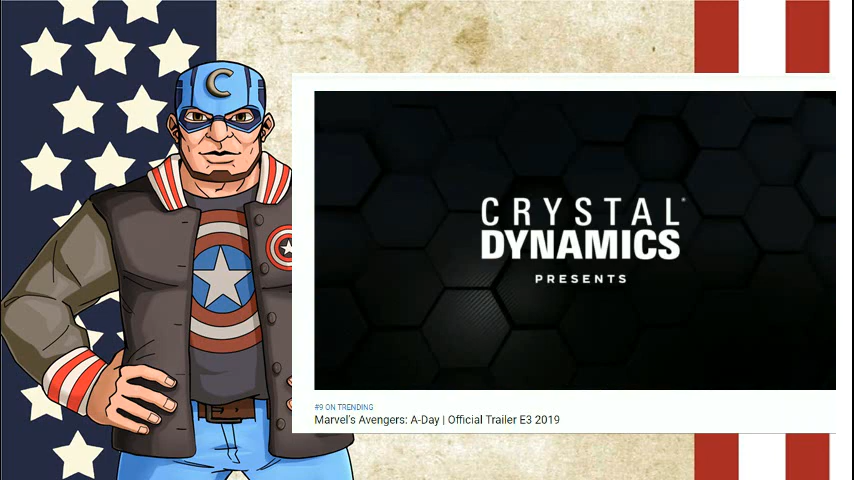 C
CRYSTAL
DYNAMICS
PRESENTS
#9 ON TRENDING
Marvel's Avengers: A-Day | Official Trailer E3 2019